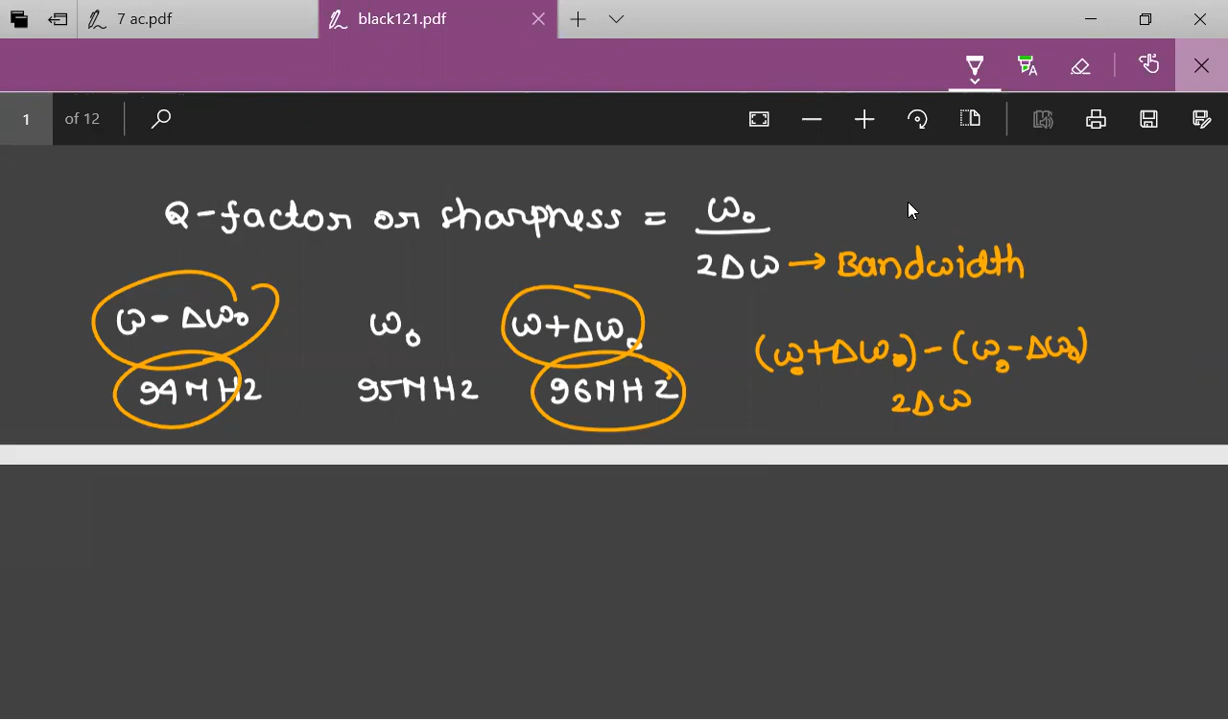 7 ac.pdf
black121.pdf
1 of 12
Q-factor or sharpness = ω₀ / 2Δω → Bandwidth
ω - Δω₀ ω₀ ω + Δω₀
(ω₀+Δω₀) - (ω₀-Δω₀)
94MHz 95MHz 96MHz
2Δω